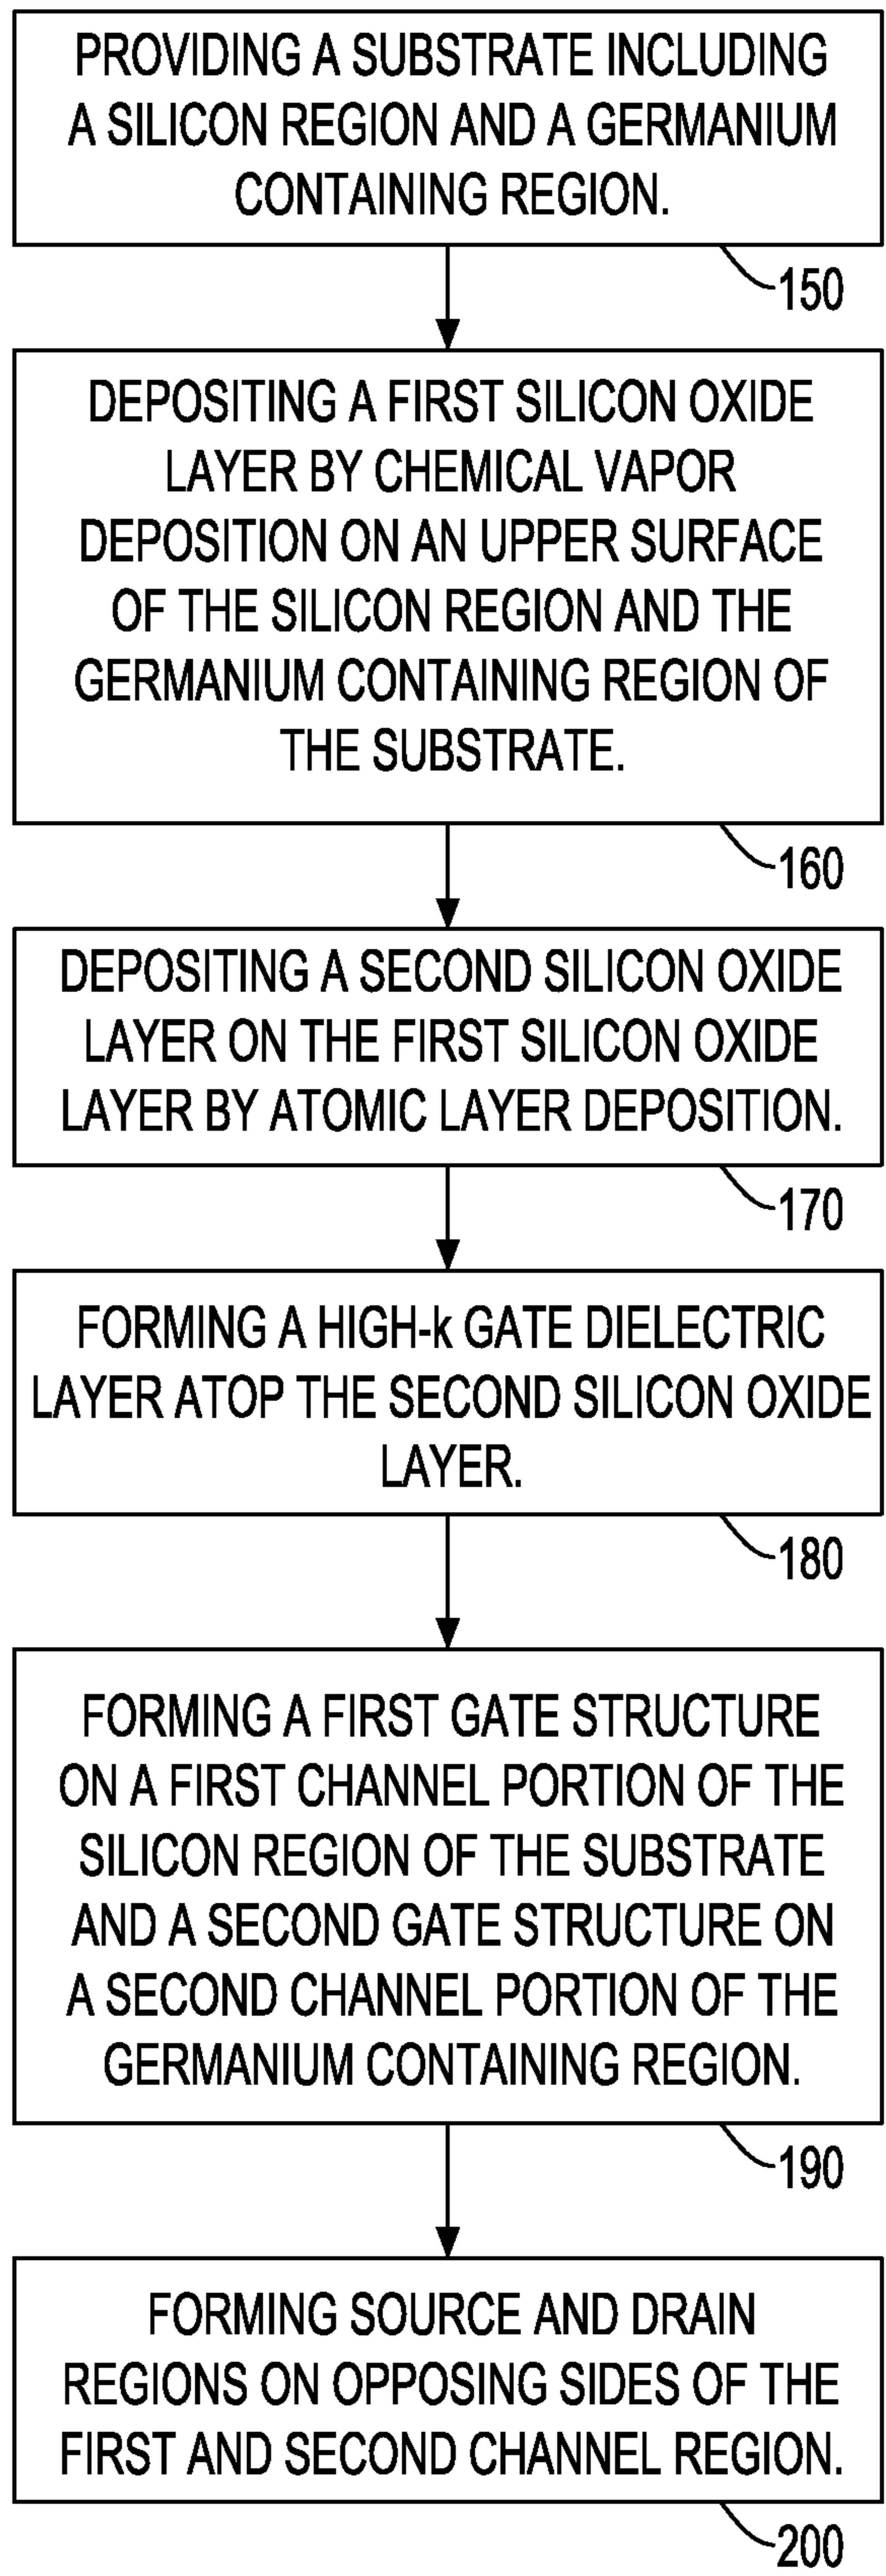 PROVIDING A SUBSTRATE INCLUDING
A SILICON REGION AND A GERMANIUM
CONTAINING REGION.
150
DEPOSITING A FIRST SILICON OXIDE
LAYER BY CHEMICAL VAPOR
DEPOSITION ON AN UPPER SURFACE
OF THE SILICON REGION AND THE
GERMANIUM CONTAINING REGION OF
THE SUBSTRATE.
160
DEPOSITING A SECOND SILICON OXIDE
LAYER ON THE FIRST SILICON OXIDE
LAYER BY ATOMIC LAYER DEPOSITION.
170
FORMING A HIGH-k GATE DIELECTRIC
LAYER ATOP THE SECOND SILICON OXIDE
LAYER.
180
FORMING A FIRST GATE STRUCTURE
ON A FIRST CHANNEL PORTION OF THE
SILICON REGION OF THE SUBSTRATE
AND A SECOND GATE STRUCTURE ON
A SECOND CHANNEL PORTION OF THE
GERMANIUM CONTAINING REGION.
190
FORMING SOURCE AND DRAIN
REGIONS ON OPPOSING SIDES OF THE
FIRST AND SECOND CHANNEL REGION.
200